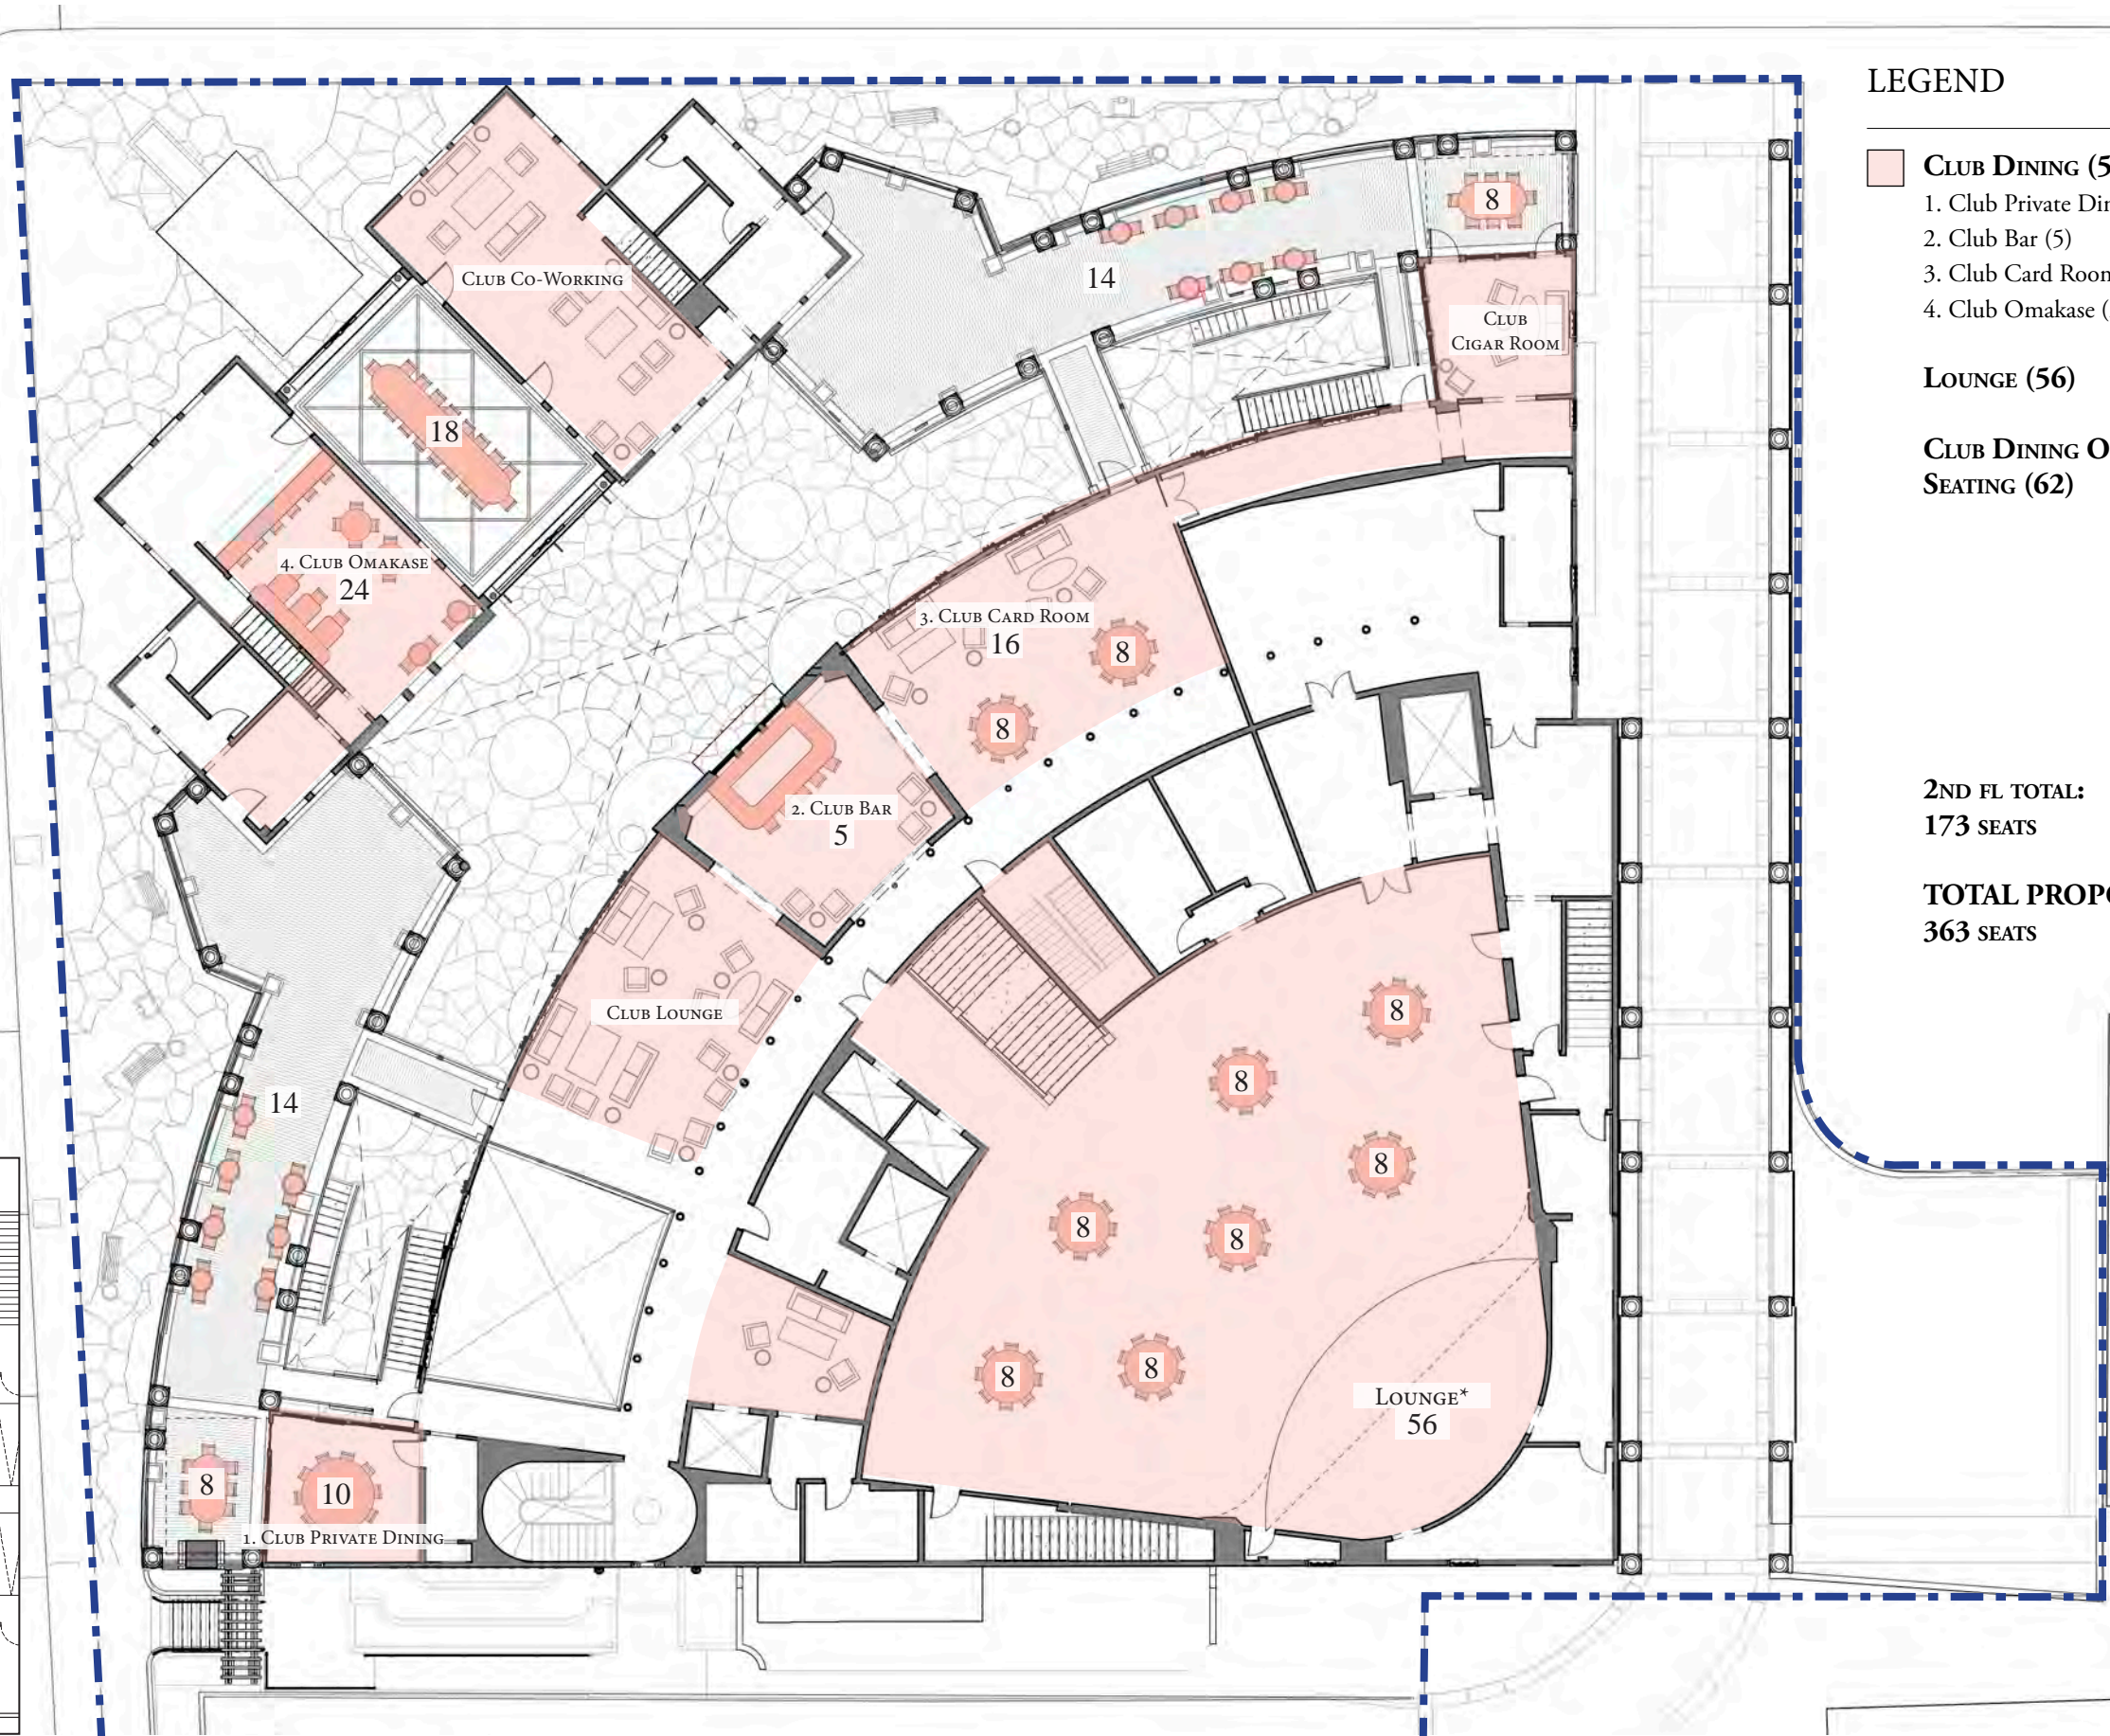 LEGEND
CLUB DINING (5
1. Club Private Din
2. Club Bar (5)
3. Club Card Room
4. Club Omakase (
LOUNGE (56)
CLUB DINING O
SEATING (62)
2ND FL TOTAL:
173 SEATS
TOTAL PROPO
363 SEATS
8
CLUB CO-WORKING
14
CLUB
CIGAR ROOM
18
4. CLUB OMAKASE
24
3. CLUB CARD ROOM
16
8
8
2. CLUB BAR
5
CLUB LOUNGE
8
8
14
8
8
8
8
8
LOUNGE*
56
8
10
1. CLUB PRIVATE DINING